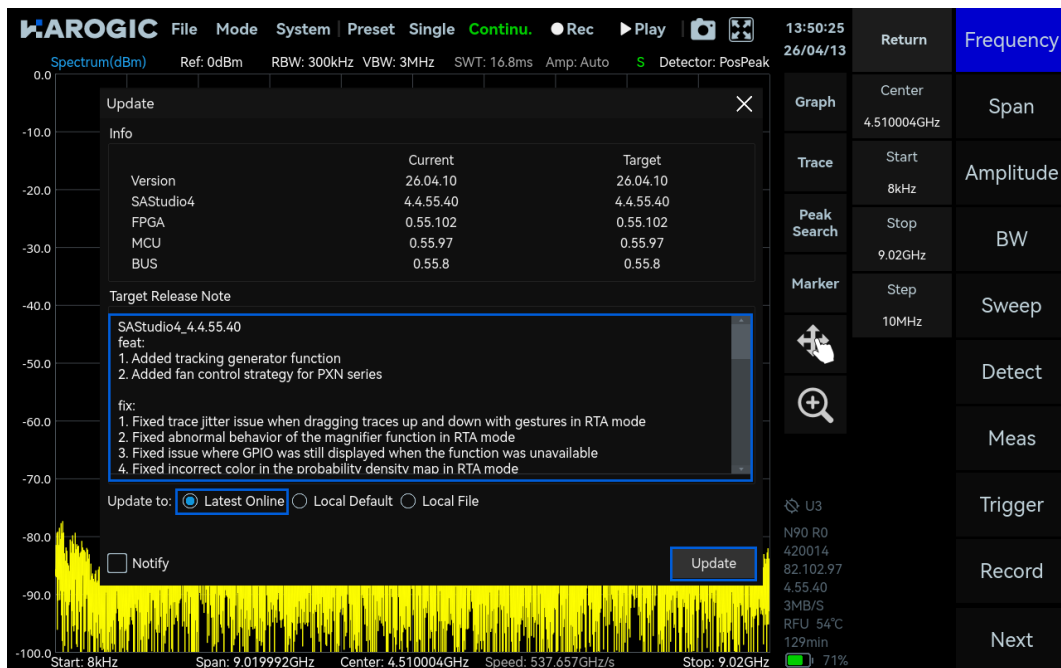 HAROGIC File Mode System Preset Single Continu. Rec Play 13:50:25 26/04/13
Spectrum(dBm) Ref: 0dBm RBW: 300kHz VBW: 3MHz SWT: 16.8ms Amp: Auto S Detector: PosPeak
0.0
-10.0
-20.0
-30.0
-40.0
-50.0
-60.0
-70.0
-80.0
-90.0
-100.0
Update
Info
Current Target
Version 26.04.10 26.04.10
SAStudio4 4.4.55.40 4.4.55.40
FPGA 0.55.102 0.55.102
MCU 0.55.97 0.55.97
BUS 0.55.8 0.55.8
Target Release Note
SAStudio4_4.4.55.40
feat:
1. Added tracking generator function
2. Added fan control strategy for PXN series
fix:
1. Fixed trace jitter issue when dragging traces up and down with gestures in RTA mode
2. Fixed abnormal behavior of the magnifier function in RTA mode
3. Fixed issue where GPIO was still displayed when the function was unavailable
4. Fixed incorrect color in the probability density map in RTA mode
Update to: Latest Online Local Default Local File
Notify
Update
Start: 8kHz Span: 9.019992GHz Center: 4.510004GHz Speed: 537.657GHz/s Stop: 9.02GHz
Graph
Trace
Peak
Search
Marker
U3
N90 R0
420014
82.102.97
4.55.40
3MB/S
RFU 54℃
129min
71%
Return
Center
4.510004GHz
Start
8kHz
Stop
9.02GHz
Step
10MHz
Frequency
Span
Amplitude
BW
Sweep
Detect
Meas
Trigger
Record
Next